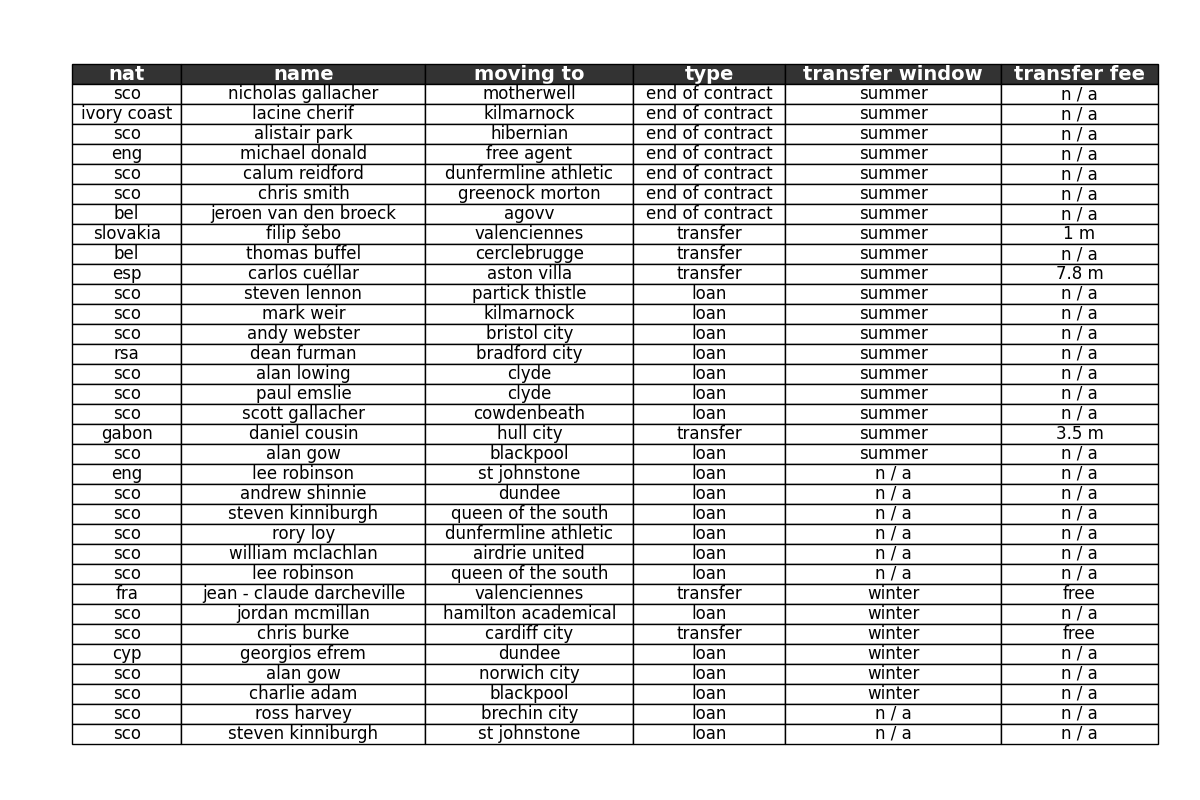 nat name moving to type transfer window transfer fee
sco nicholas gallacher motherwell end of contract summer n / a
ivory coast lacine cherif kilmarnock end of contract summer n / a
sco alistair park hibernian end of contract summer n / a
eng michael donald free agent end of contract summer n / a
sco calum reidford dunfermline athletic end of contract summer n / a
sco chris smith greenock morton end of contract summer n / a
bel jeroen van den broeck agovv end of contract summer n / a
slovakia filip šebo valenciennes transfer summer 1 m
bel thomas buffel cerclebrugge transfer summer n / a
esp carlos cuéllar aston villa transfer summer 7.8 m
sco steven lennon partick thistle loan summer n / a
sco mark weir kilmarnock loan summer n / a
sco andy webster bristol city loan summer n / a
rsa dean furman bradford city loan summer n / a
sco alan lowing clyde loan summer n / a
sco paul emslie clyde loan summer n / a
sco scott gallacher cowdenbeath loan summer n / a
gabon daniel cousin hull city transfer summer 3.5 m
sco alan gow blackpool loan summer n / a
eng lee robinson st johnstone loan n / a n / a
sco andrew shinnie dundee loan n / a n / a
sco steven kinniburgh queen of the south loan n / a n / a
sco rory loy dunfermline athletic loan n / a n / a
sco william mclachlan airdrie united loan n / a n / a
sco lee robinson queen of the south loan n / a n / a
fra jean - claude darcheville valenciennes transfer winter free
sco jordan mcmillan hamilton academical loan winter n / a
sco chris burke cardiff city transfer winter free
cyp georgios efrem dundee loan winter n / a
sco alan gow norwich city loan winter n / a
sco charlie adam blackpool loan winter n / a
sco ross harvey brechin city loan n / a n / a
sco steven kinniburgh st johnstone loan n / a n / a